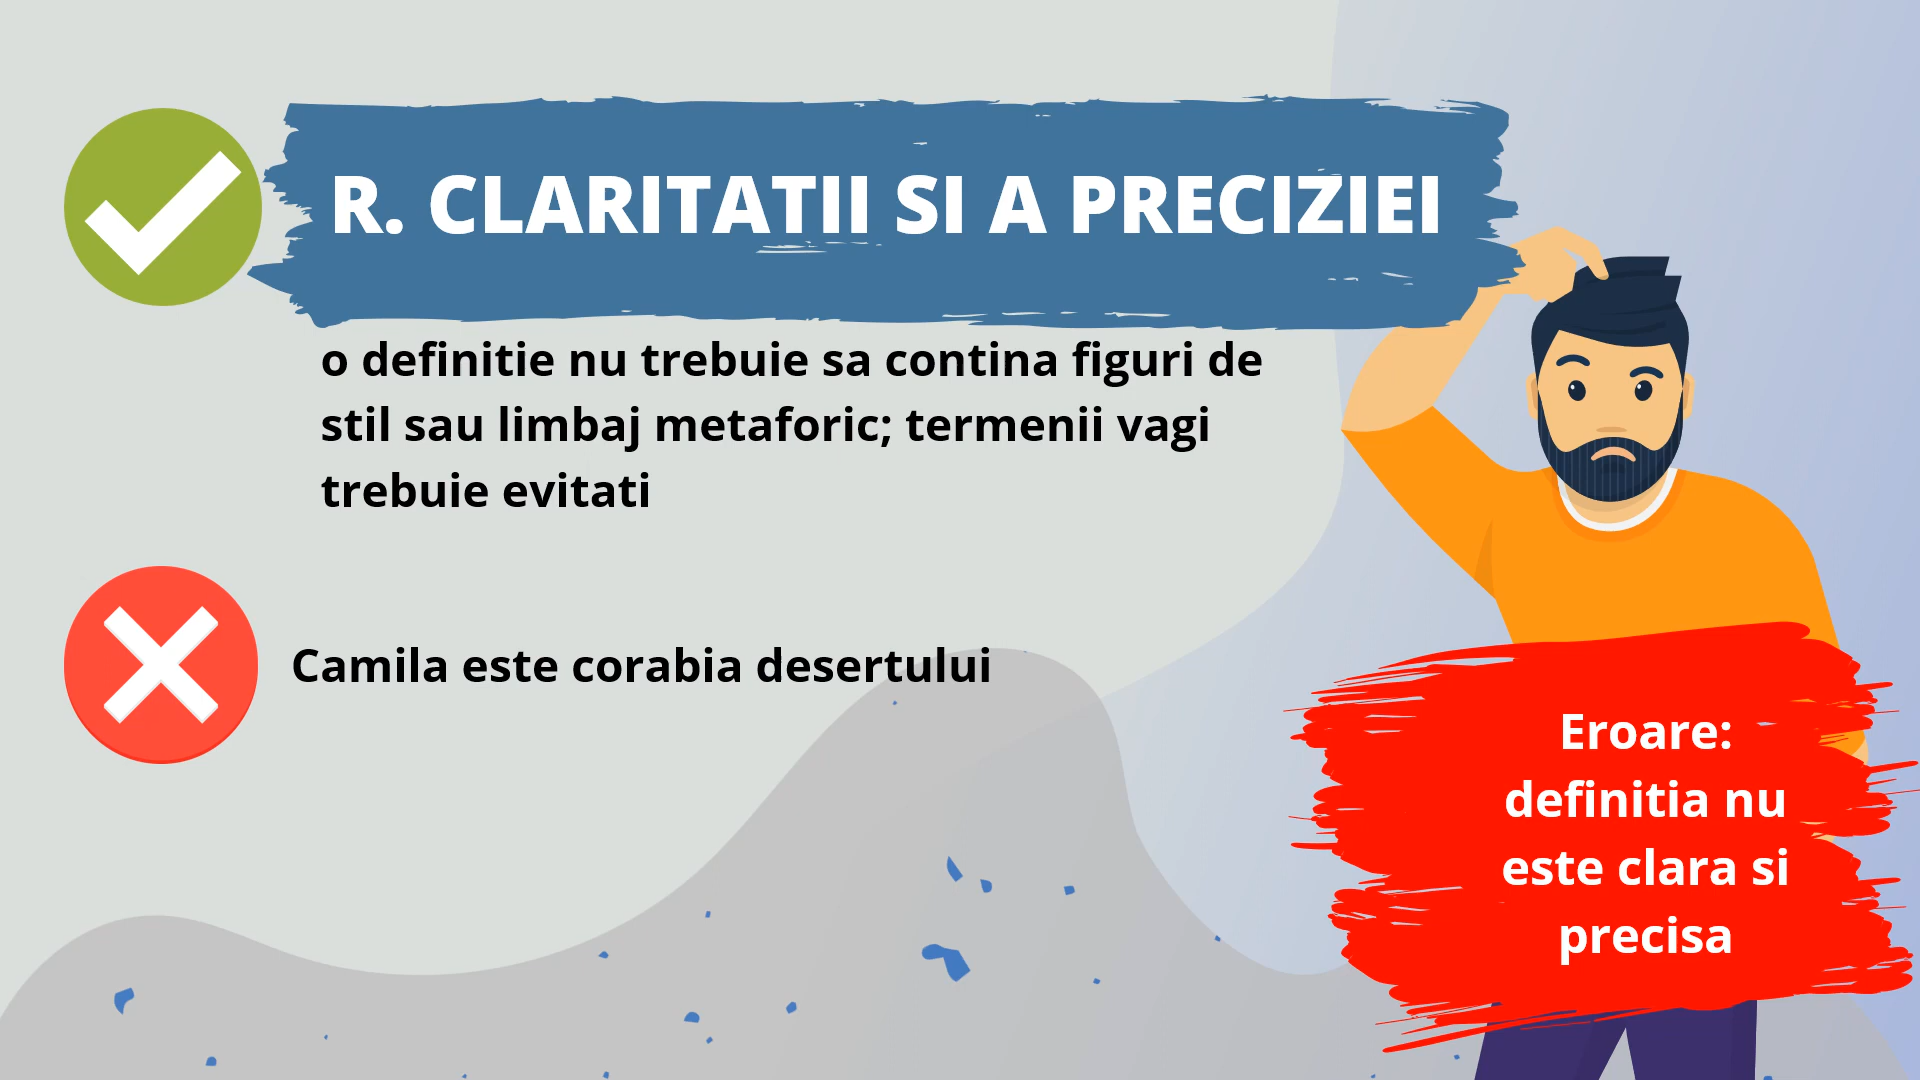 R. CLARITATII SI A PRECIZIEI
o definitie nu trebuie sa contina figuri de
stil sau limbaj metaforic; termenii vagi
trebuie evitati
Camila este corabia desertului
Eroare:
definitia nu
este clara si
precisa